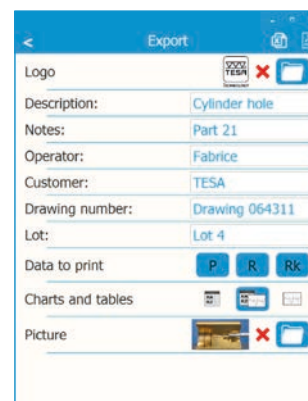 < Export
Logo TESA
TECHNOLOGY
Description: Cylinder hole
Notes: Part 21
Operator: Fabrice
Customer: TESA
Drawing number: Drawing 064311
Lot: Lot 4
Data to print P R Rk
Charts and tables
Picture